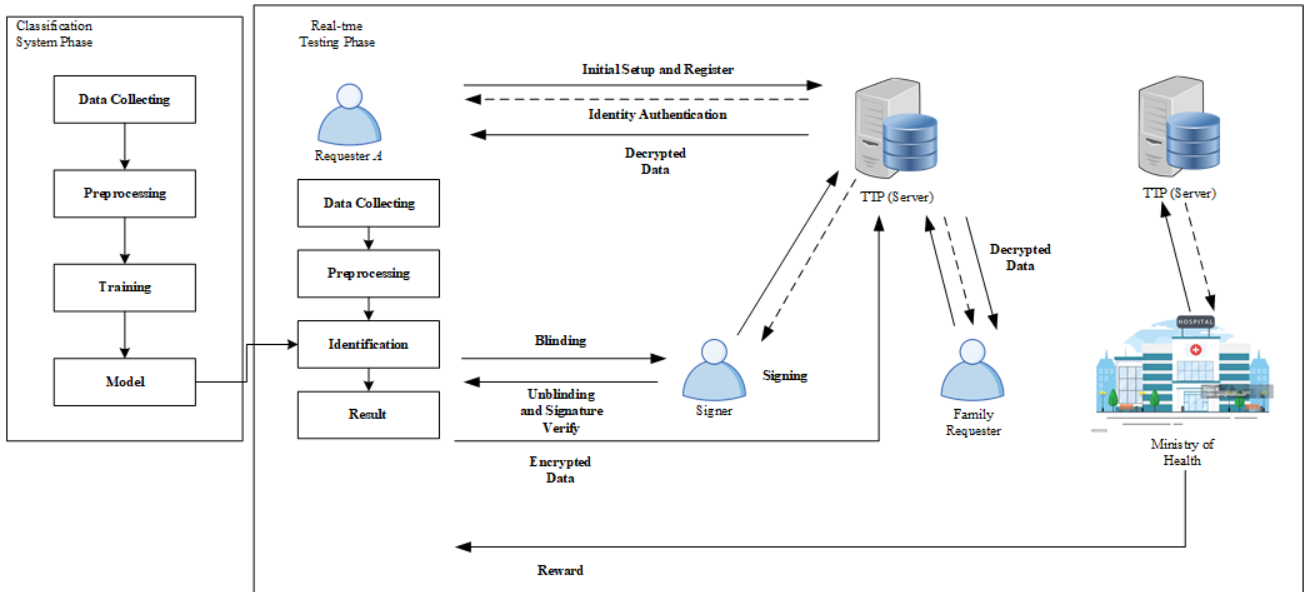 Classification
System Phase
Data Collecting
Preprocessing
Training
Model
Real-tme
Testing Phase
Requester A
Data Collecting
Preprocessing
Identification
Result
Initial Setup and Register
Identity Authentication
Decrypted
Data
TTP (Server)
TTP (Server)
Decrypted
Data
HOSPITAL
Blinding
Signing
Unblinding
and Signature
Verify
Signer
Family
Requester
Ministry of
Health
Encrypted
Data
Reward